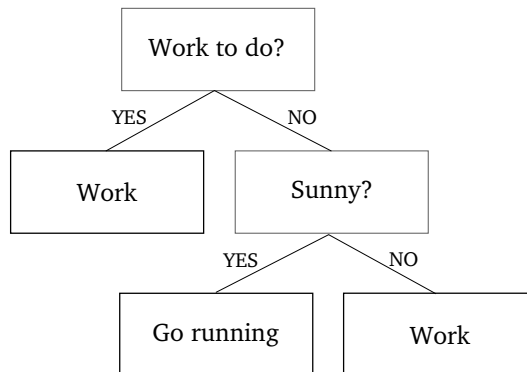 Work to do?
YES
NO
Work
Sunny?
YES
NO
Go running
Work